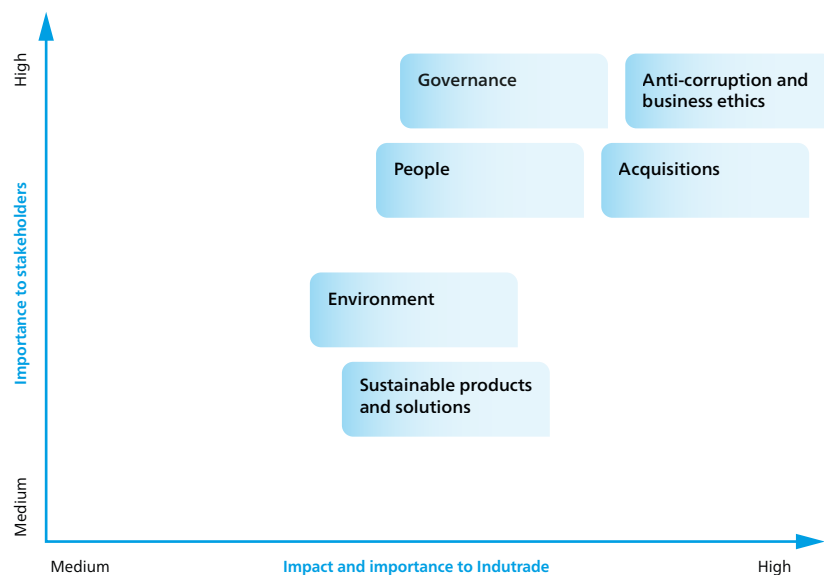 High
Importance to stakeholders
Medium
Governance
Anti-corruption and
business ethics
People
Acquisitions
Environment
Sustainable products
and solutions
Medium
Impact and importance to Indutrade
High